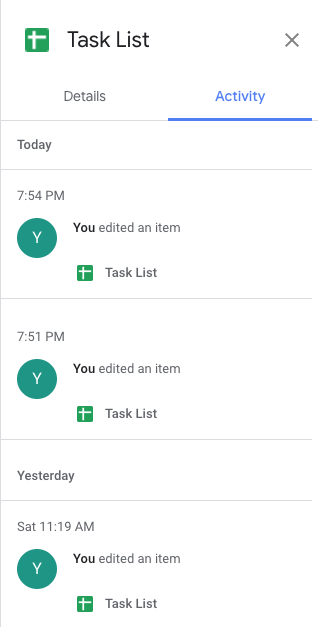 Task List
Details
Activity
Today
7:54 PM
Y
You edited an item
Task List
7:51 PM
Y
You edited an item
Task List
Yesterday
Sat 11:19 AM
Y
You edited an item
Task List